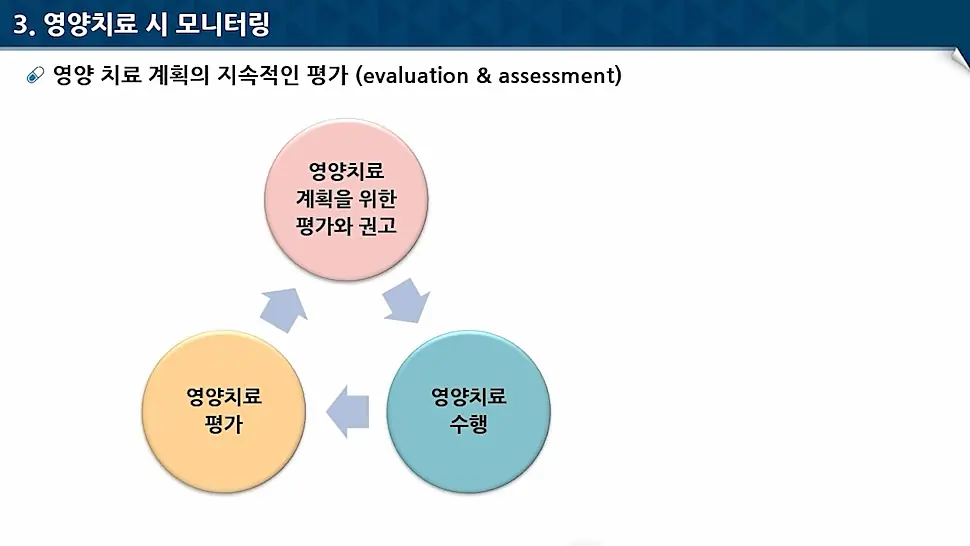 3. 영양치료 시 모니터링
영양 치료 계획의 지속적인 평가 (evaluation & assessment)
영양치료
계획을 위한
평가와 권고
영양치료
수행
영양치료
평가